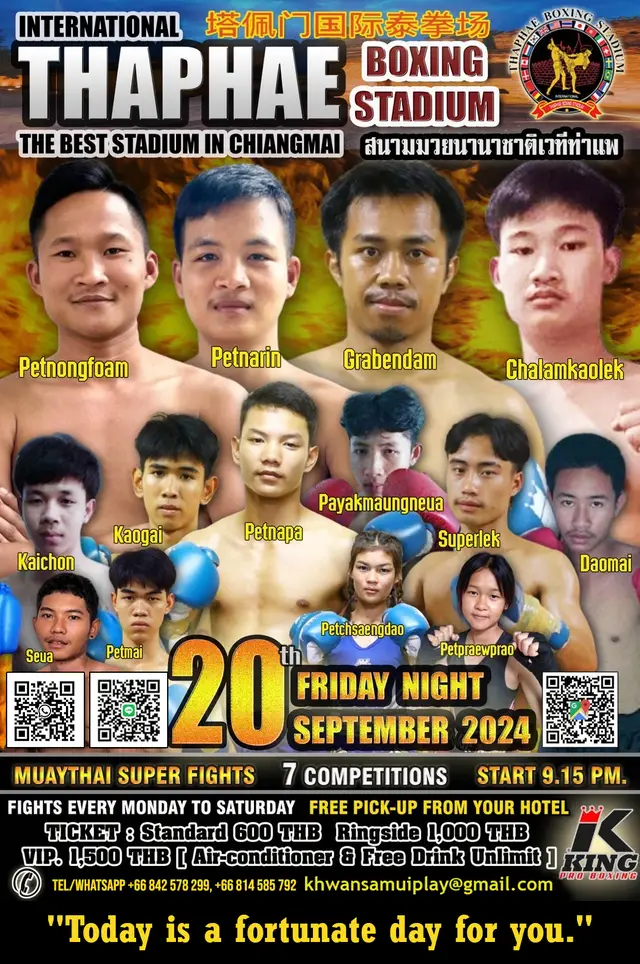 INTERNATIONAL
塔佩门国际泰拳场
THAPHAE
BOXING
STADIUM
THAPHAE BOXING STADIUM
THE BEST STADIUM IN CHIANGMAI
สนามมวยนานาชาติเวทีท่าแพ
Petnongfoam
Petnarin
Grabendam
Chalamkaolek
Kaichon
Kaogai
Petnapa
Payakmaungneua
Superlek
Daomai
Seua
Petmai
Petchsaengdao
Petpraewprao
20th
FRIDAY NIGHT
SEPTEMBER 2024
MUAYTHAI SUPER FIGHTS 7 COMPETITIONS START 9.15 PM.
FIGHTS EVERY MONDAY TO SATURDAY FREE PICK-UP FROM YOUR HOTEL
TICKET : Standard 600 THB Ringside 1,000 THB
VIP. 1,500 THB [ Air-conditioner & Free Drink Unlimit ]
K
KING
PRO BOXING
TEL/WHATSAPP +66 842 578 299, +66 814 585 792 khwansamuiplay@gmail.com
"Today is a fortunate day for you."